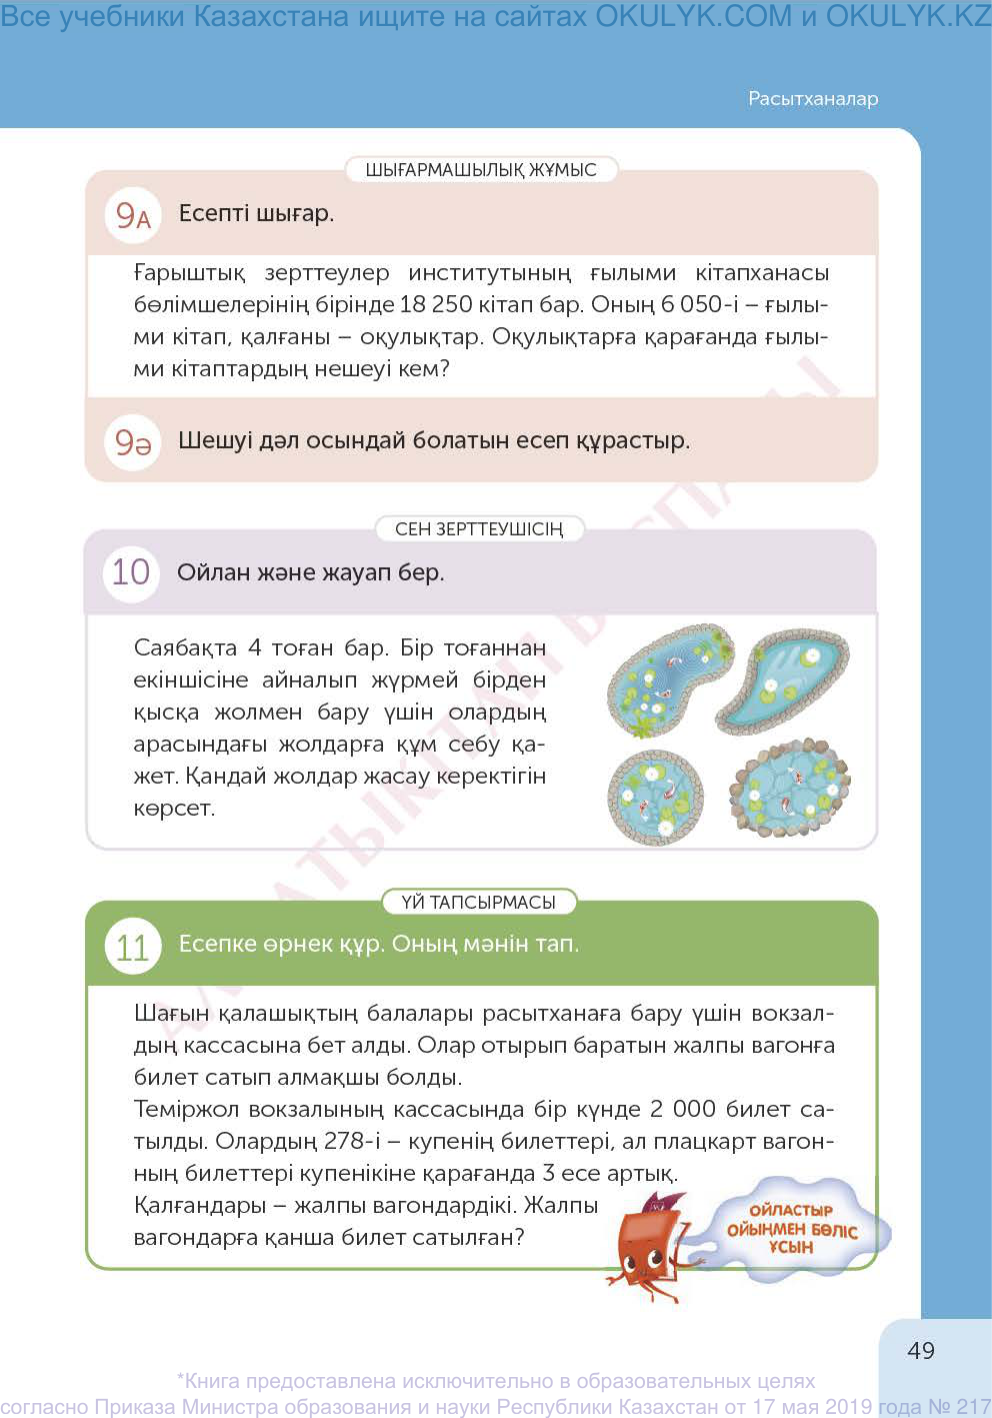 Все учебники Казахстана ищите на сайтах OKULYK.COM и OKULYK.KZ
Расытханалар
ШЫҒАРМАШЫЛЫҚ ЖҰМЫС
9А Есепті шығар.
Ғарыштық зерттеулер институтының ғылыми кітапханасы
бөлімшелерінің бірінде 18 250 кітап бар. Оның 6 050-і – ғылы-
ми кітап, қалғаны – оқулықтар. Оқулықтарға қарағанда ғылы-
ми кітаптардың нешеуі кем?
9ә Шешуі дәл осындай болатын есеп құрастыр.
СЕН ЗЕРТТЕУШІСІҢ
10 Ойлан және жауап бер.
Саябақта 4 тоған бар. Бір тоғаннан
екіншісіне айналып жүрмей бірден
қысқа жолмен бару үшін олардың
арасындағы жолдарға құм себу қа-
жет. Қандай жолдар жасау керектігін
көрсет.
ҮЙ ТАПСЫРМАСЫ
11 Есепке өрнек құр. Оның мәнін тап.
Шағын қалашықтың балалары расытханаға бару үшін вокзал-
дың кассасына бет алды. Олар отырып баратын жалпы вагонға
билет сатып алмақшы болды.
Теміржол вокзалының кассасында бір күнде 2 000 билет са-
тылды. Олардың 278-і – купенің билеттері, ал плацкарт вагон-
ның билеттері купенікіне қарағанда 3 есе артық.
Қалғандары – жалпы вагондардікі. Жалпы
вагондарға қанша билет сатылған?
ОЙЛАСТЫР
ОЙЫҢМЕН БӨЛІС
ҰСЫН
49
*Книга предоставлена исключительно в образовательных целях
согласно Приказа Министра образования и науки Республики Казахстан от 17 мая 2019 года № 217